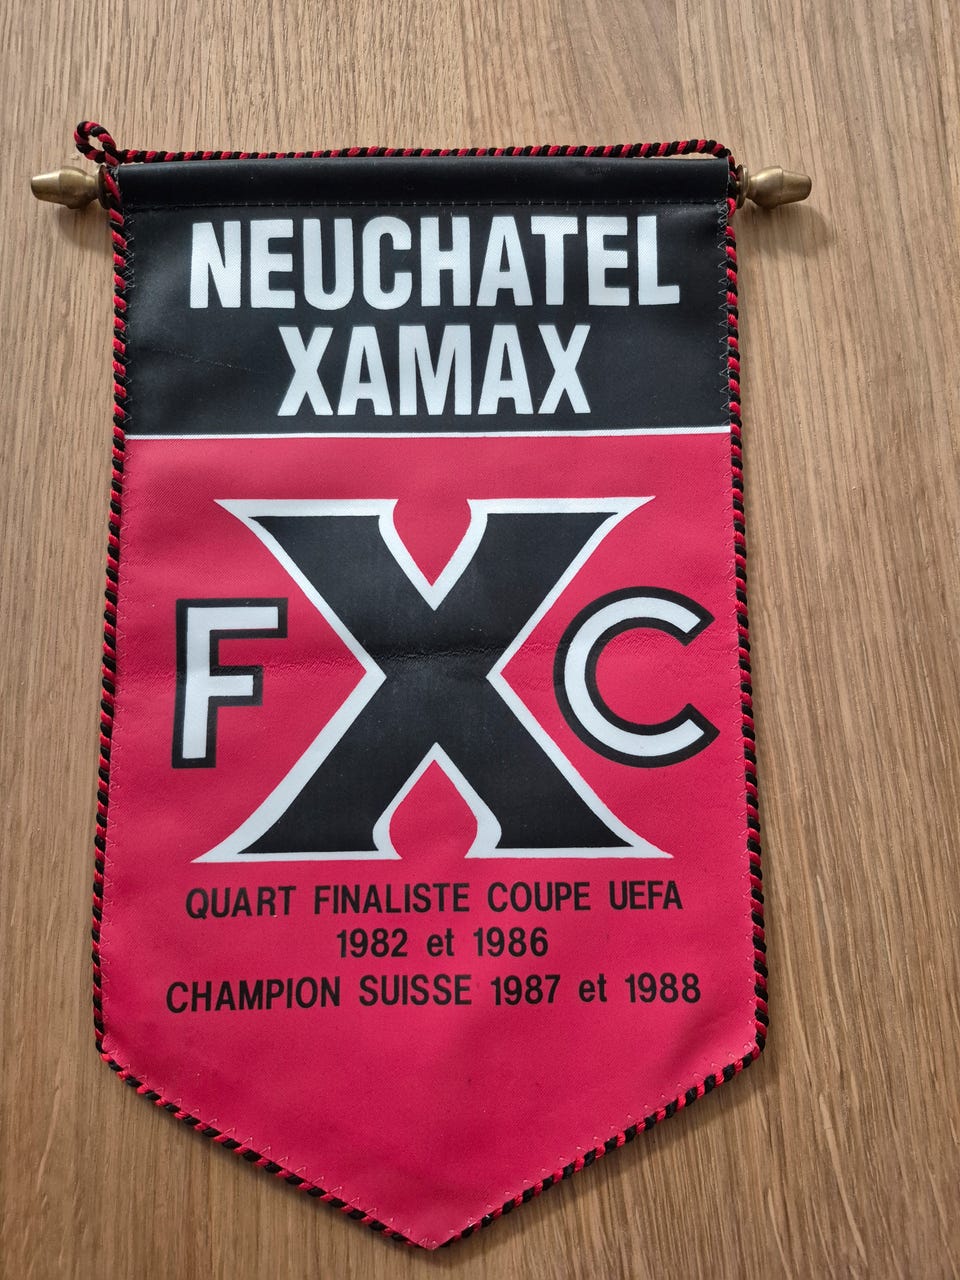 NEUCHATEL
XAMAX
F X C
QUART FINALISTE COUPE UEFA
1982 et 1986
CHAMPION SUISSE 1987 et 1988